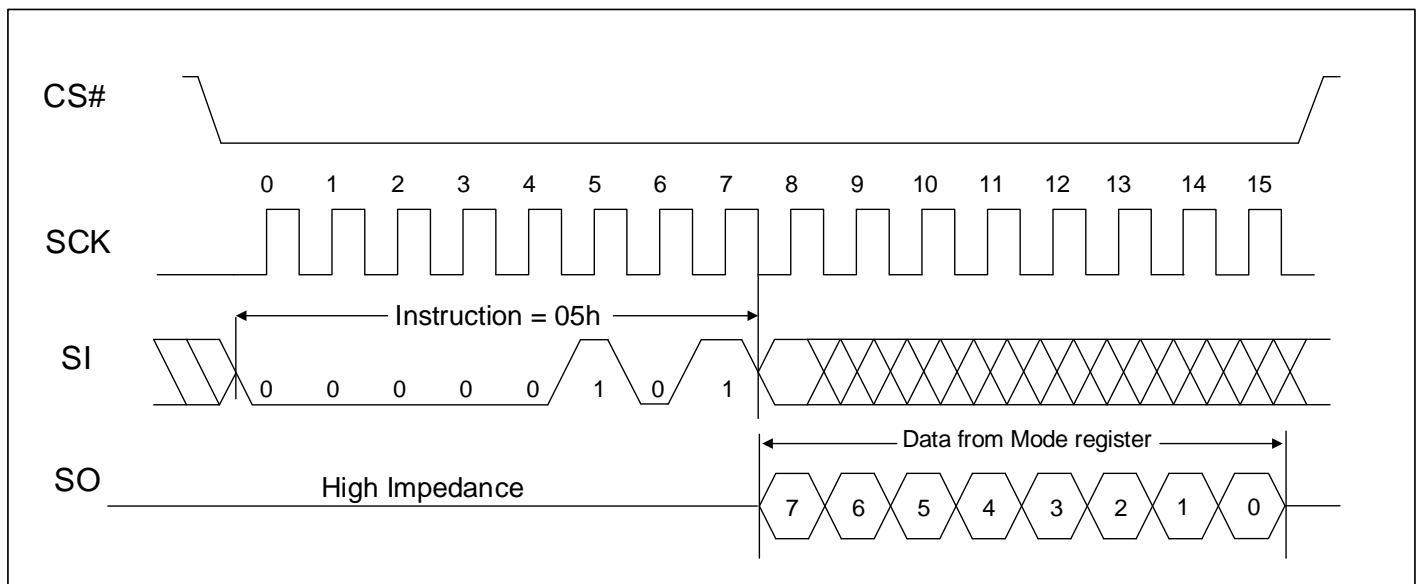 CS#
0 1 2 3 4 5 6 7 8 9 10 11 12 13 14 15
SCK
Instruction = 05h
SI
0 0 0 0 0 1 0 1
Data from Mode register
SO
High Impedance
7 6 5 4 3 2 1 0